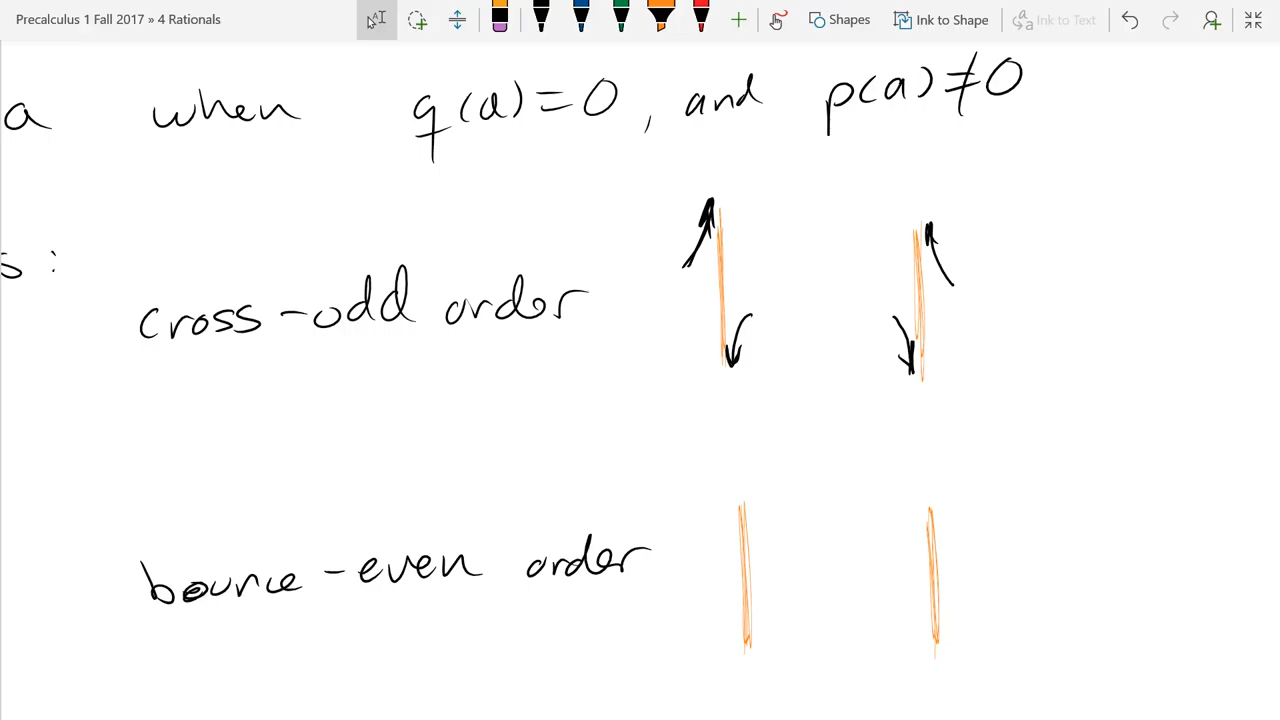 Precalculus 1 Fall 2017 » 4 Rationals
Shapes
Ink to Shape
Ink to Text
a when q(a)=0, and p(a)≠0
s:
cross-odd order
bounce-even order